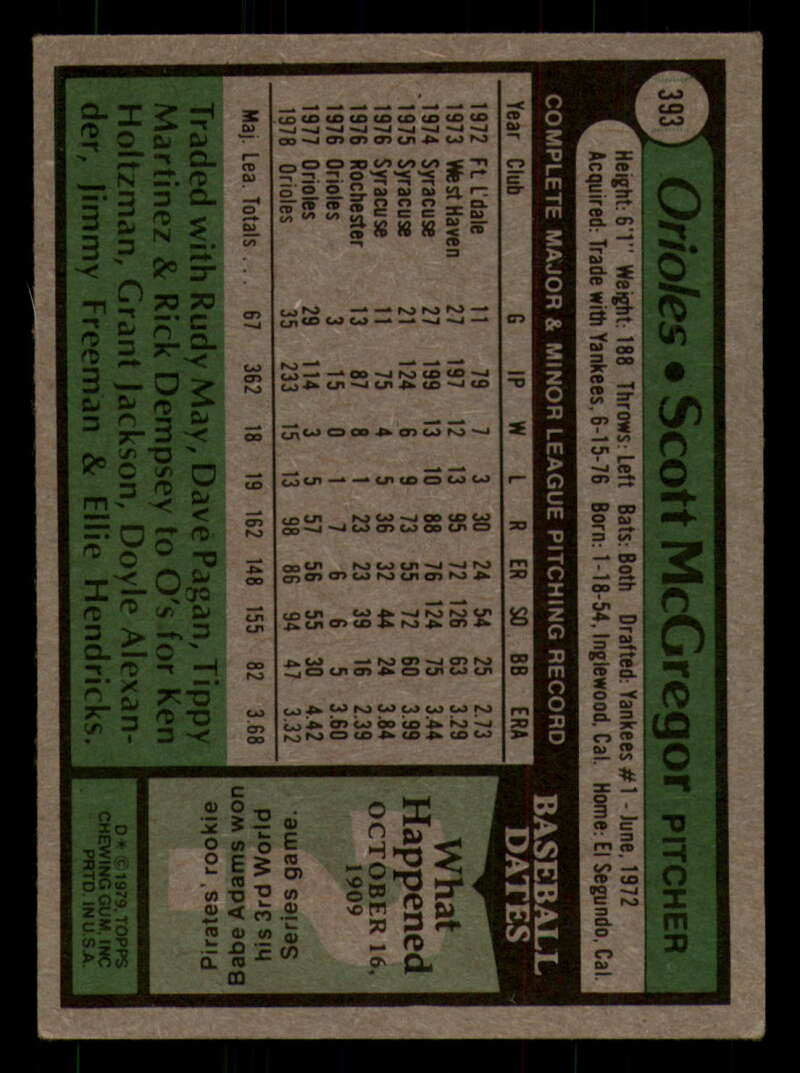 393
Orioles • Scott McGregor PITCHER
Height: 6'1" Weight: 188 Throws: Left Bats: Both Drafted: Yankees #1 - June, 1972
Acquired: Trade with Yankees, 6-15-76 Born: 1-18-54, Inglewood, Cal. Home: El Segundo, Cal.
COMPLETE MAJOR & MINOR LEAGUE PITCHING RECORD
Year Club G IP W L R ER SO BB ERA
1972 Ft. L'dale 11 79 7 3 30 24 54 25 2.73
1973 West Haven 27 197 12 13 95 72 126 63 3.29
1974 Syracuse 27 199 13 10 88 76 124 75 3.44
1975 Syracuse 21 124 6 9 73 55 72 60 3.99
1976 Syracuse 11 75 4 5 36 32 44 24 3.84
1976 Rochester 13 87 8 1 23 23 39 16 2.39
1976 Orioles 3 15 0 1 7 6 6 5 3.60
1977 Orioles 29 114 3 5 57 56 55 30 4.42
1978 Orioles 35 233 15 13 98 86 94 47 3.32
Maj. Lea. Totals . . . 67 362 18 19 162 148 155 82 3.68
Traded with Rudy May, Dave Pagan, Tippy
Martinez & Rick Dempsey to O's for Ken
Holtzman, Grant Jackson, Doyle Alexan-
der, Jimmy Freeman & Ellie Hendricks.
BASEBALL
DATES
What
Happened
OCTOBER 16,
1909
Pirates' rookie
Babe Adams won
his 3rd World
Series game.
D * © 1979, TOPPS
CHEWING GUM, INC
PRTD. IN U.S.A.